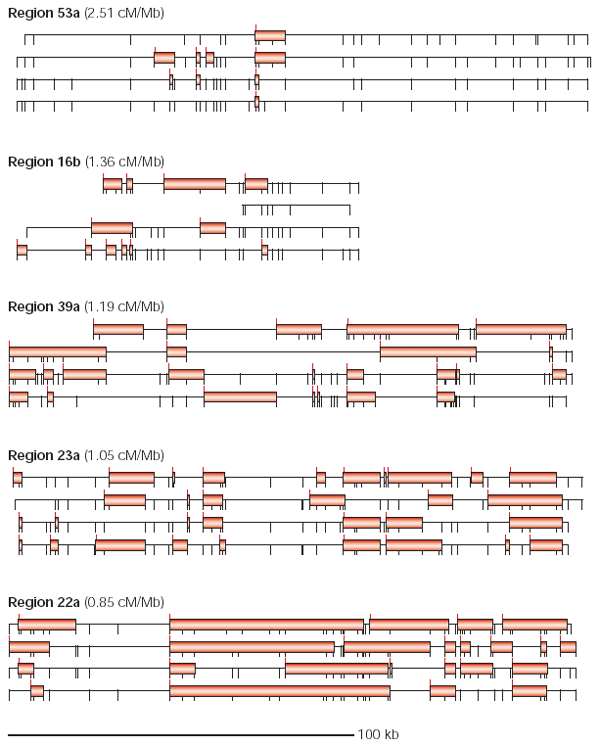 Region 53a (2.51 cM/Mb)
Region 16b (1.36 cM/Mb)
Region 39a (1.19 cM/Mb)
Region 23a (1.05 cM/Mb)
Region 22a (0.85 cM/Mb)
100 kb